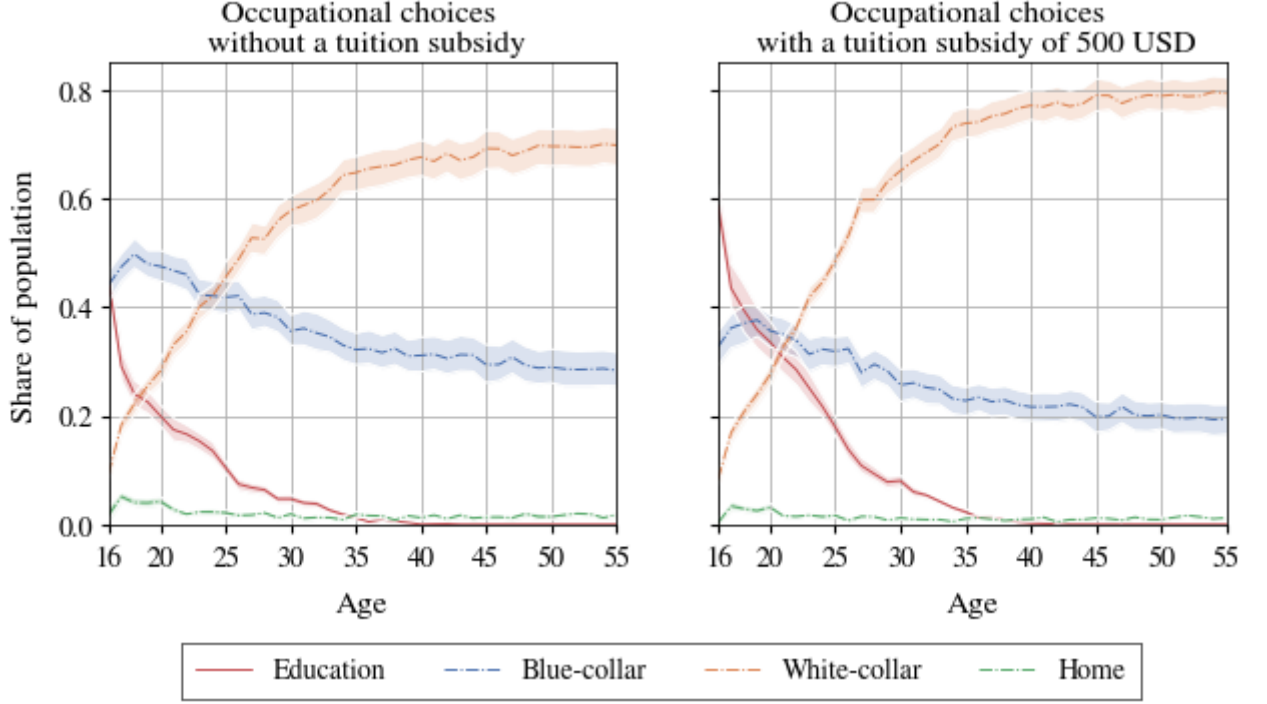 Occupational choices
without a tuition subsidy
Occupational choices
with a tuition subsidy of 500 USD
Share of population
0.8
0.6
0.4
0.2
0.0
16 20 25 30 35 40 45 50 55
16 20 25 30 35 40 45 50 55
Age
Age
Education Blue-collar White-collar Home